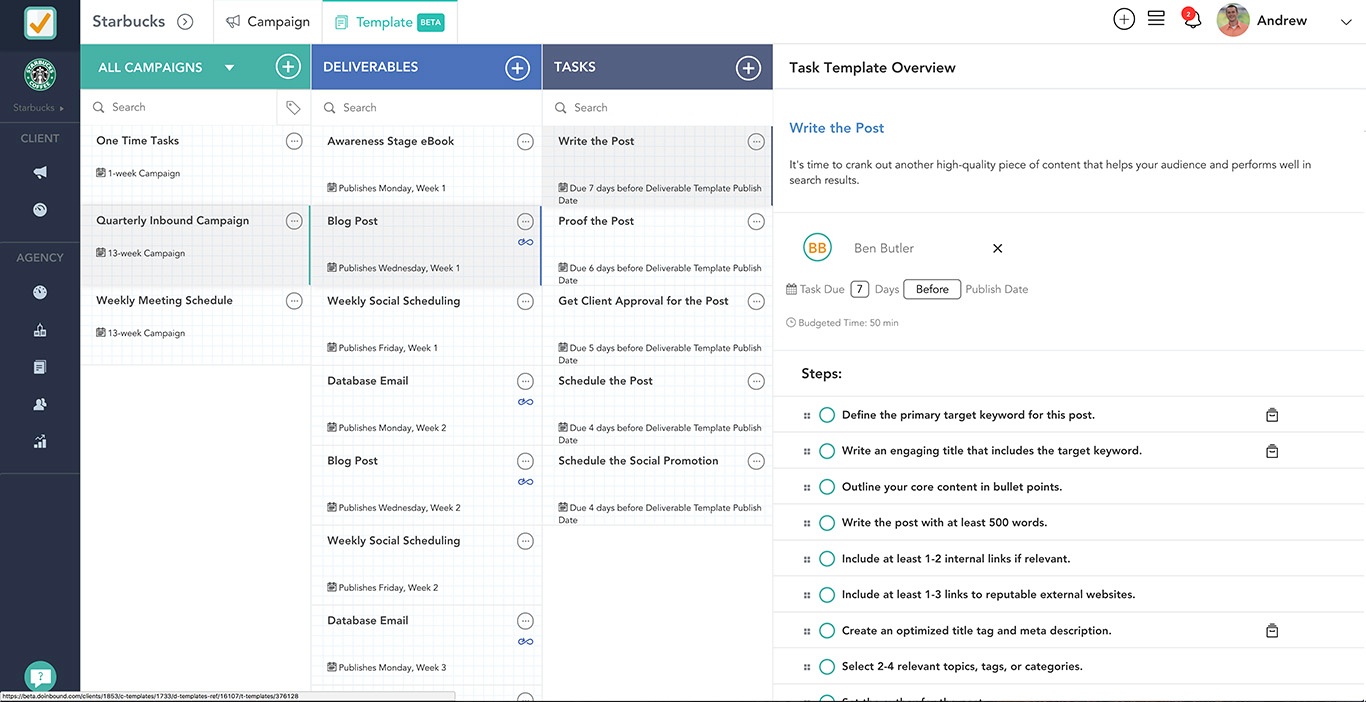 Starbucks
Campaign
Template BETA
2
Andrew
STARBUCKS
COFFEE
Starbucks
CLIENT
AGENCY
?
ALL CAMPAIGNS
Search
One Time Tasks
1-week Campaign
Quarterly Inbound Campaign
13-week Campaign
Weekly Meeting Schedule
13-week Campaign
DELIVERABLES
Search
Awareness Stage eBook
Publishes Monday, Week 1
Blog Post
Publishes Wednesday, Week 1
Weekly Social Scheduling
Publishes Friday, Week 1
Database Email
Publishes Monday, Week 2
Blog Post
Publishes Wednesday, Week 2
Weekly Social Scheduling
Publishes Friday, Week 2
Database Email
Publishes Monday, Week 3
TASKS
Search
Write the Post
Due 7 days before Deliverable Template Publish
Date
Proof the Post
Due 6 days before Deliverable Template Publish
Date
Get Client Approval for the Post
Due 5 days before Deliverable Template Publish
Date
Schedule the Post
Due 4 days before Deliverable Template Publish
Date
Schedule the Social Promotion
Due 4 days before Deliverable Template Publish
Date
Task Template Overview
Write the Post
It's time to crank out another high-quality piece of content that helps your audience and performs well in
search results.
BB Ben Butler
Task Due 7 Days Before Publish Date
Budgeted Time: 50 min
Steps:
Define the primary target keyword for this post.
Write an engaging title that includes the target keyword.
Outline your core content in bullet points.
Write the post with at least 500 words.
Include at least 1-2 internal links if relevant.
Include at least 1-3 links to reputable external websites.
Create an optimized title tag and meta description.
Select 2-4 relevant topics, tags, or categories.
https://beta.doinbound.com/clients/1853/c-templates/1733/d-templates-ref/16107/t-templates/376128